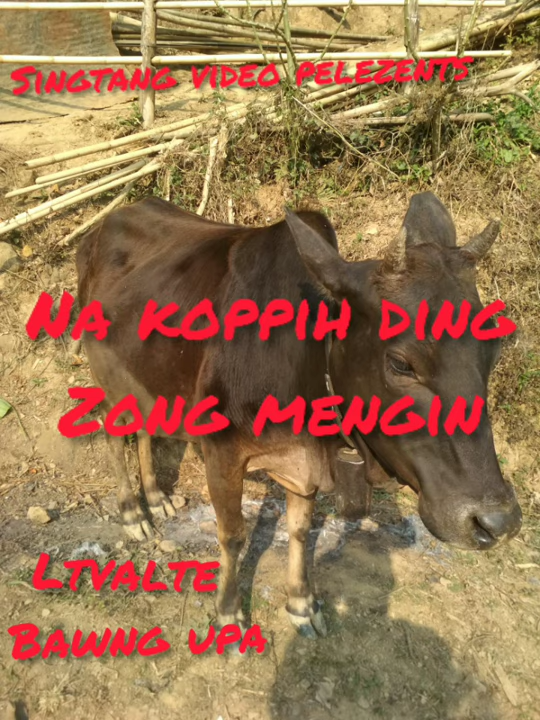 Singtang video pelezents
Na koppih ding
Zong mengin
Ltvalte
Bawng upa